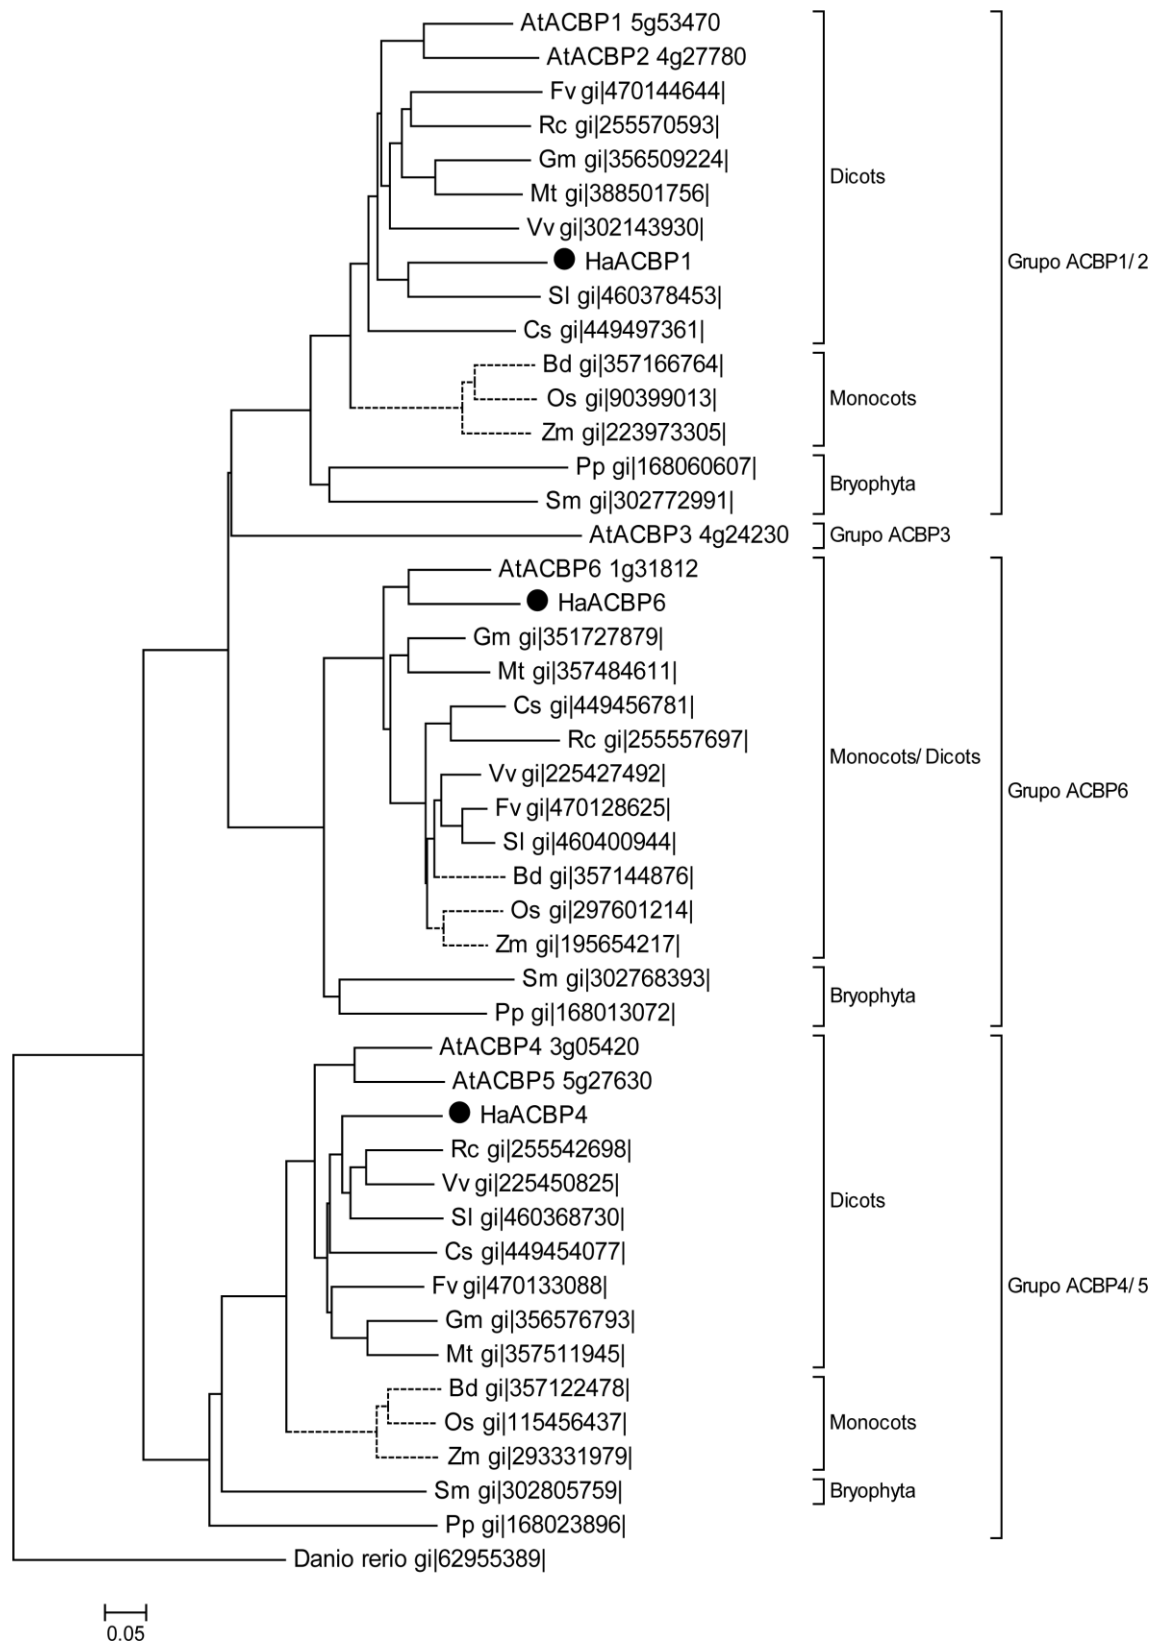 AtACBP1 5g53470
AtACBP2 4g27780
Fv gi|470144644|
Rc gi|255570593|
Gm gi|356509224|
Mt gi|388501756|
Dicots
Vv gi|302143930|
HaACBP1
Grupo ACBP1/2
Sl gi|460378453|
Cs gi|449497361|
Bd gi|357166764|
Os gi|90399013|
Monocots
Zm gi|223973305|
Pp gi|168060607|
Bryophyta
Sm gi|302772991|
AtACBP3 4g24230
Grupo ACBP3
AtACBP6 1g31812
HaACBP6
Gm gi|351727879|
Mt gi|357484611|
Cs gi|449456781|
Rc gi|255557697|
Monocots/Dicots
Vv gi|225427492|
Grupo ACBP6
Fv gi|470128625|
Sl gi|460400944|
Bd gi|357144876|
Os gi|297601214|
Zm gi|195654217|
Sm gi|302768393|
Bryophyta
Pp gi|168013072|
AtACBP4 3g05420
AtACBP5 5g27630
HaACBP4
Rc gi|255542698|
Vv gi|225450825|
Dicots
Sl gi|460368730|
Cs gi|449454077|
Fv gi|470133088|
Grupo ACBP4/5
Gm gi|356576793|
Mt gi|357511945|
Bd gi|357122478|
Os gi|115456437|
Monocots
Zm gi|293331979|
Sm gi|302805759|
Bryophyta
Pp gi|168023896|
Danio rerio gi|62955389|
0.05